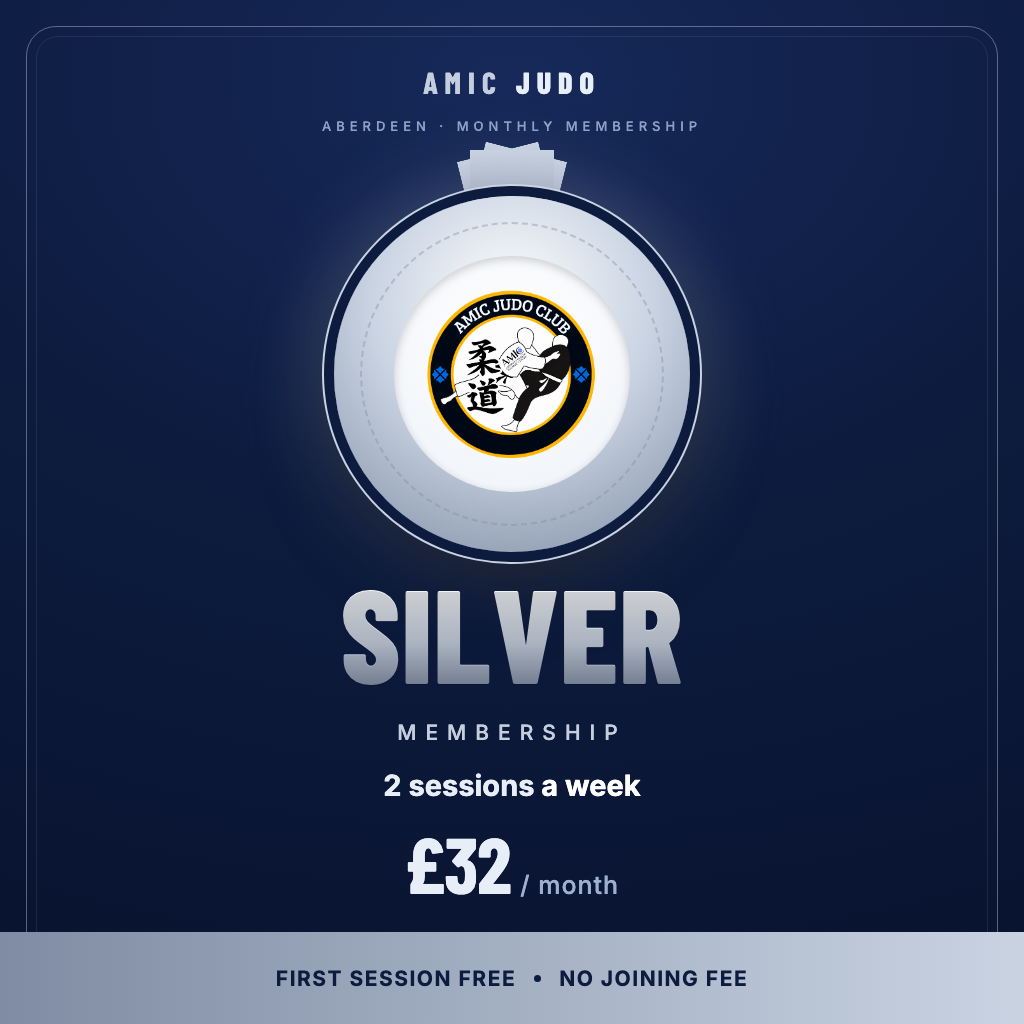 AMIC JUDO
ABERDEEN · MONTHLY MEMBERSHIP
AMIC JUDO CLUB
柔
道
SILVER
MEMBERSHIP
2 sessions a week
£32 / month
FIRST SESSION FREE • NO JOINING FEE